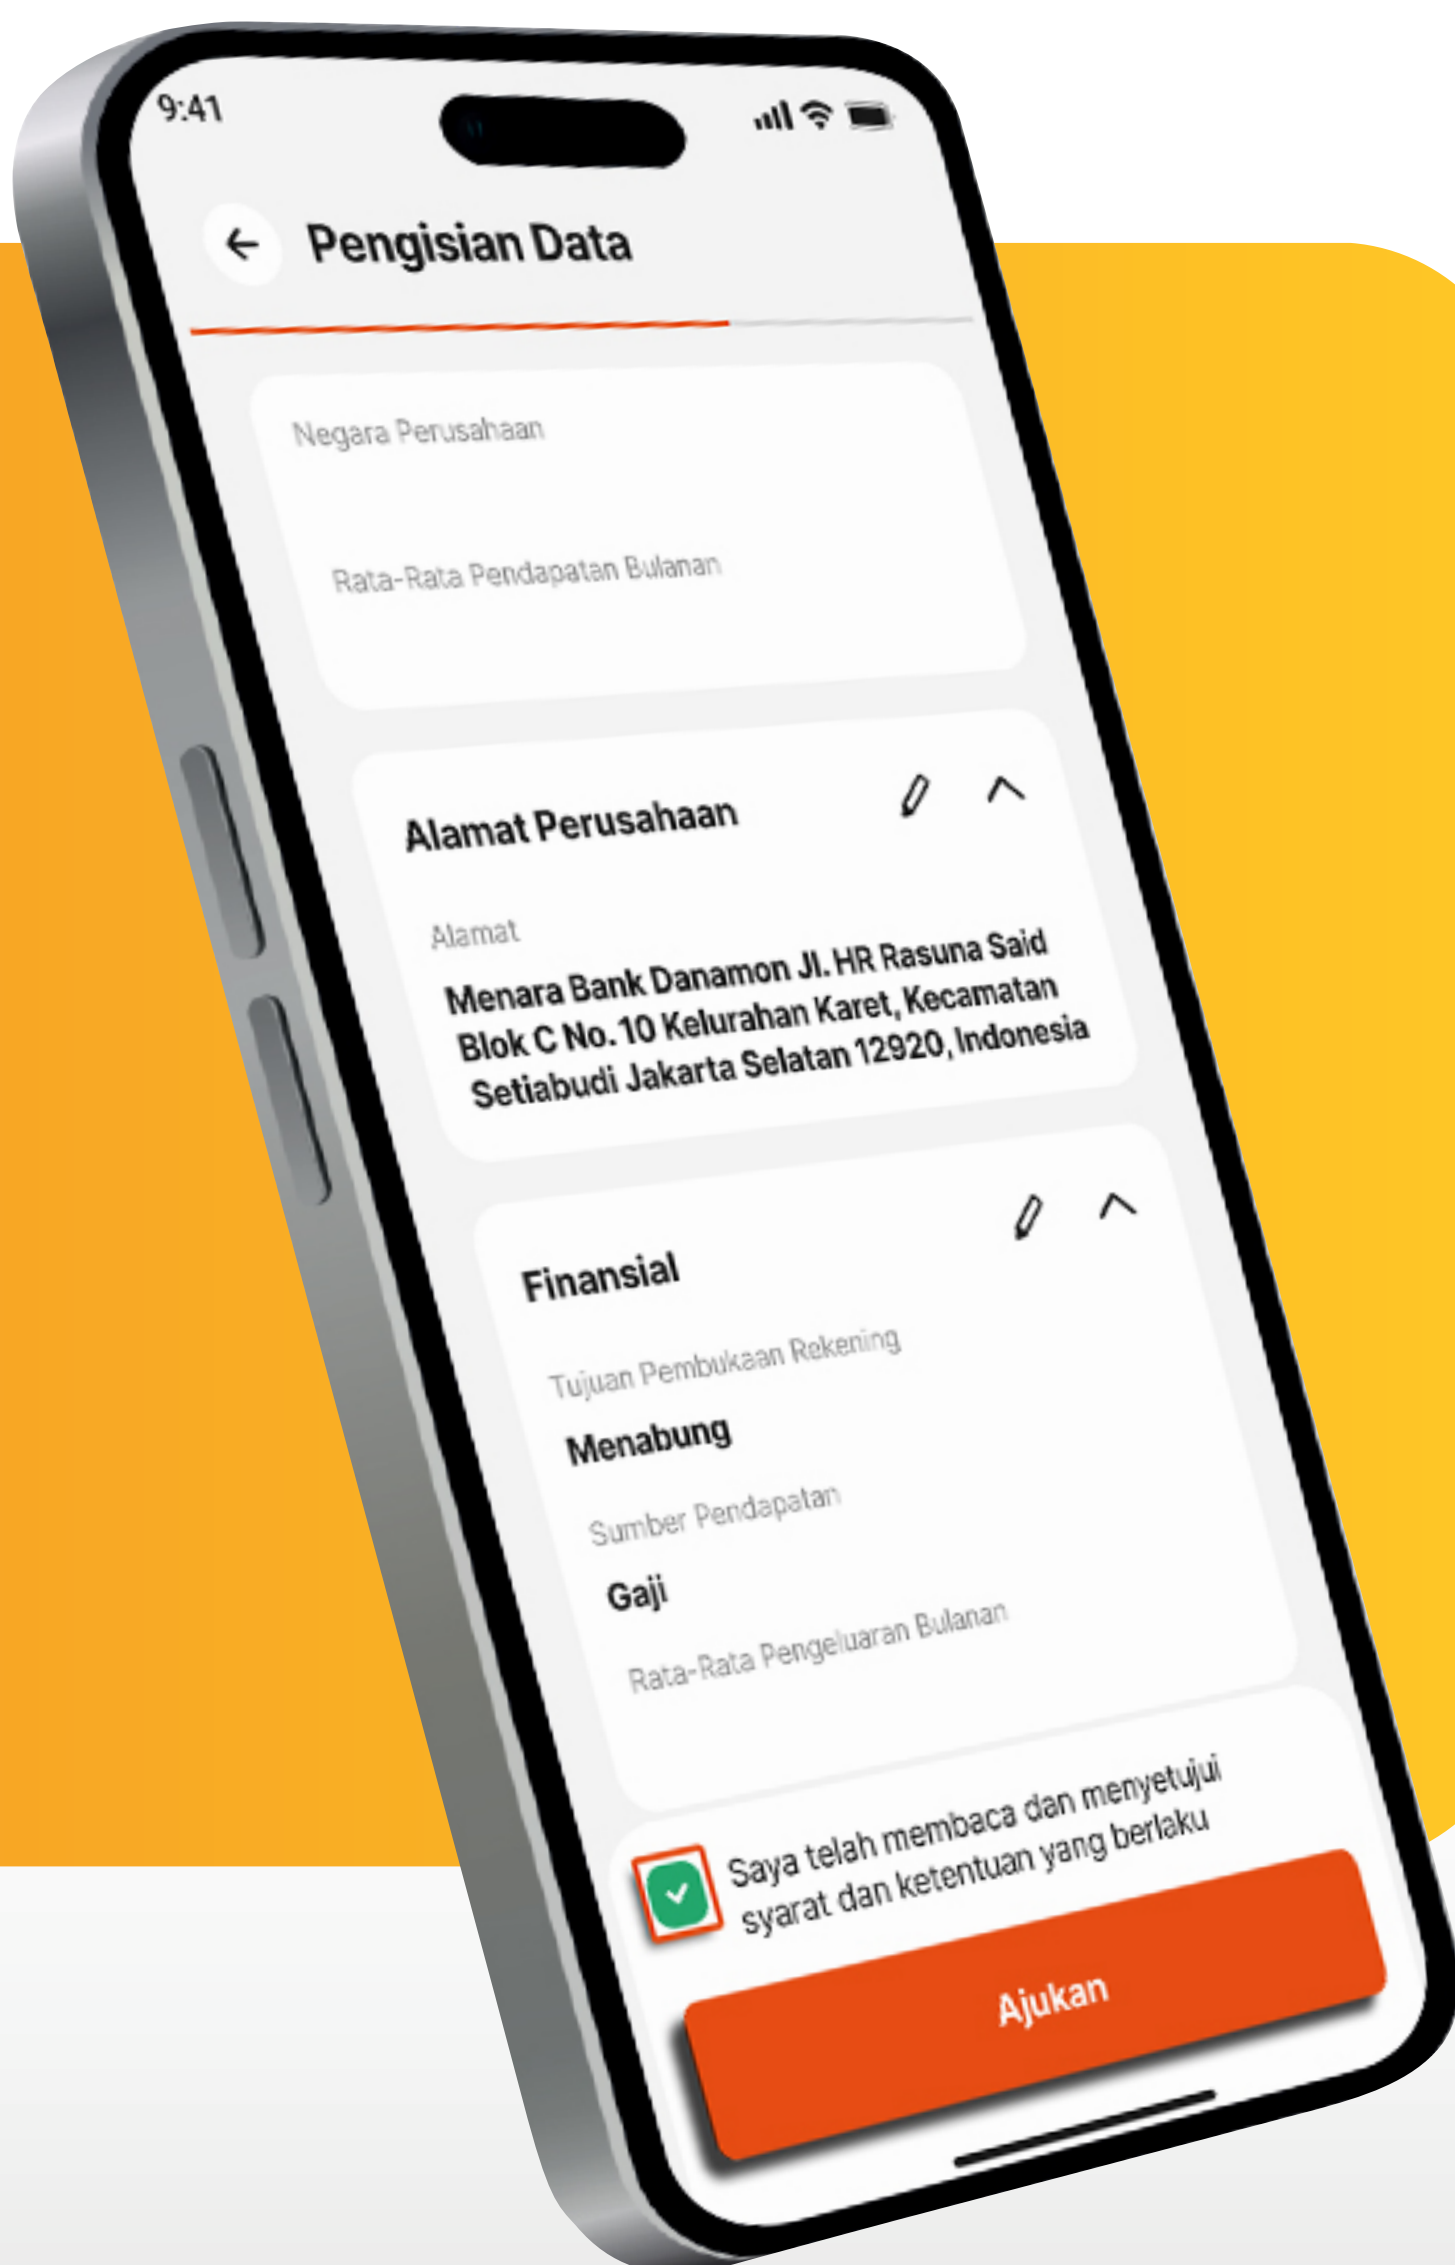 9:41
Pengisian Data
Negara Perusahaan
Rata-Rata Pendapatan Bulanan
Alamat Perusahaan
Alamat
Menara Bank Danamon Jl. HR Rasuna Said
Blok C No. 10 Kelurahan Karet, Kecamatan
Setiabudi Jakarta Selatan 12920, Indonesia
Finansial
Tujuan Pembukaan Rekening
Menabung
Sumber Pendapatan
Gaji
Rata-Rata Pengeluaran Bulanan
Saya telah membaca dan menyetujui
syarat dan ketentuan yang berlaku
Ajukan